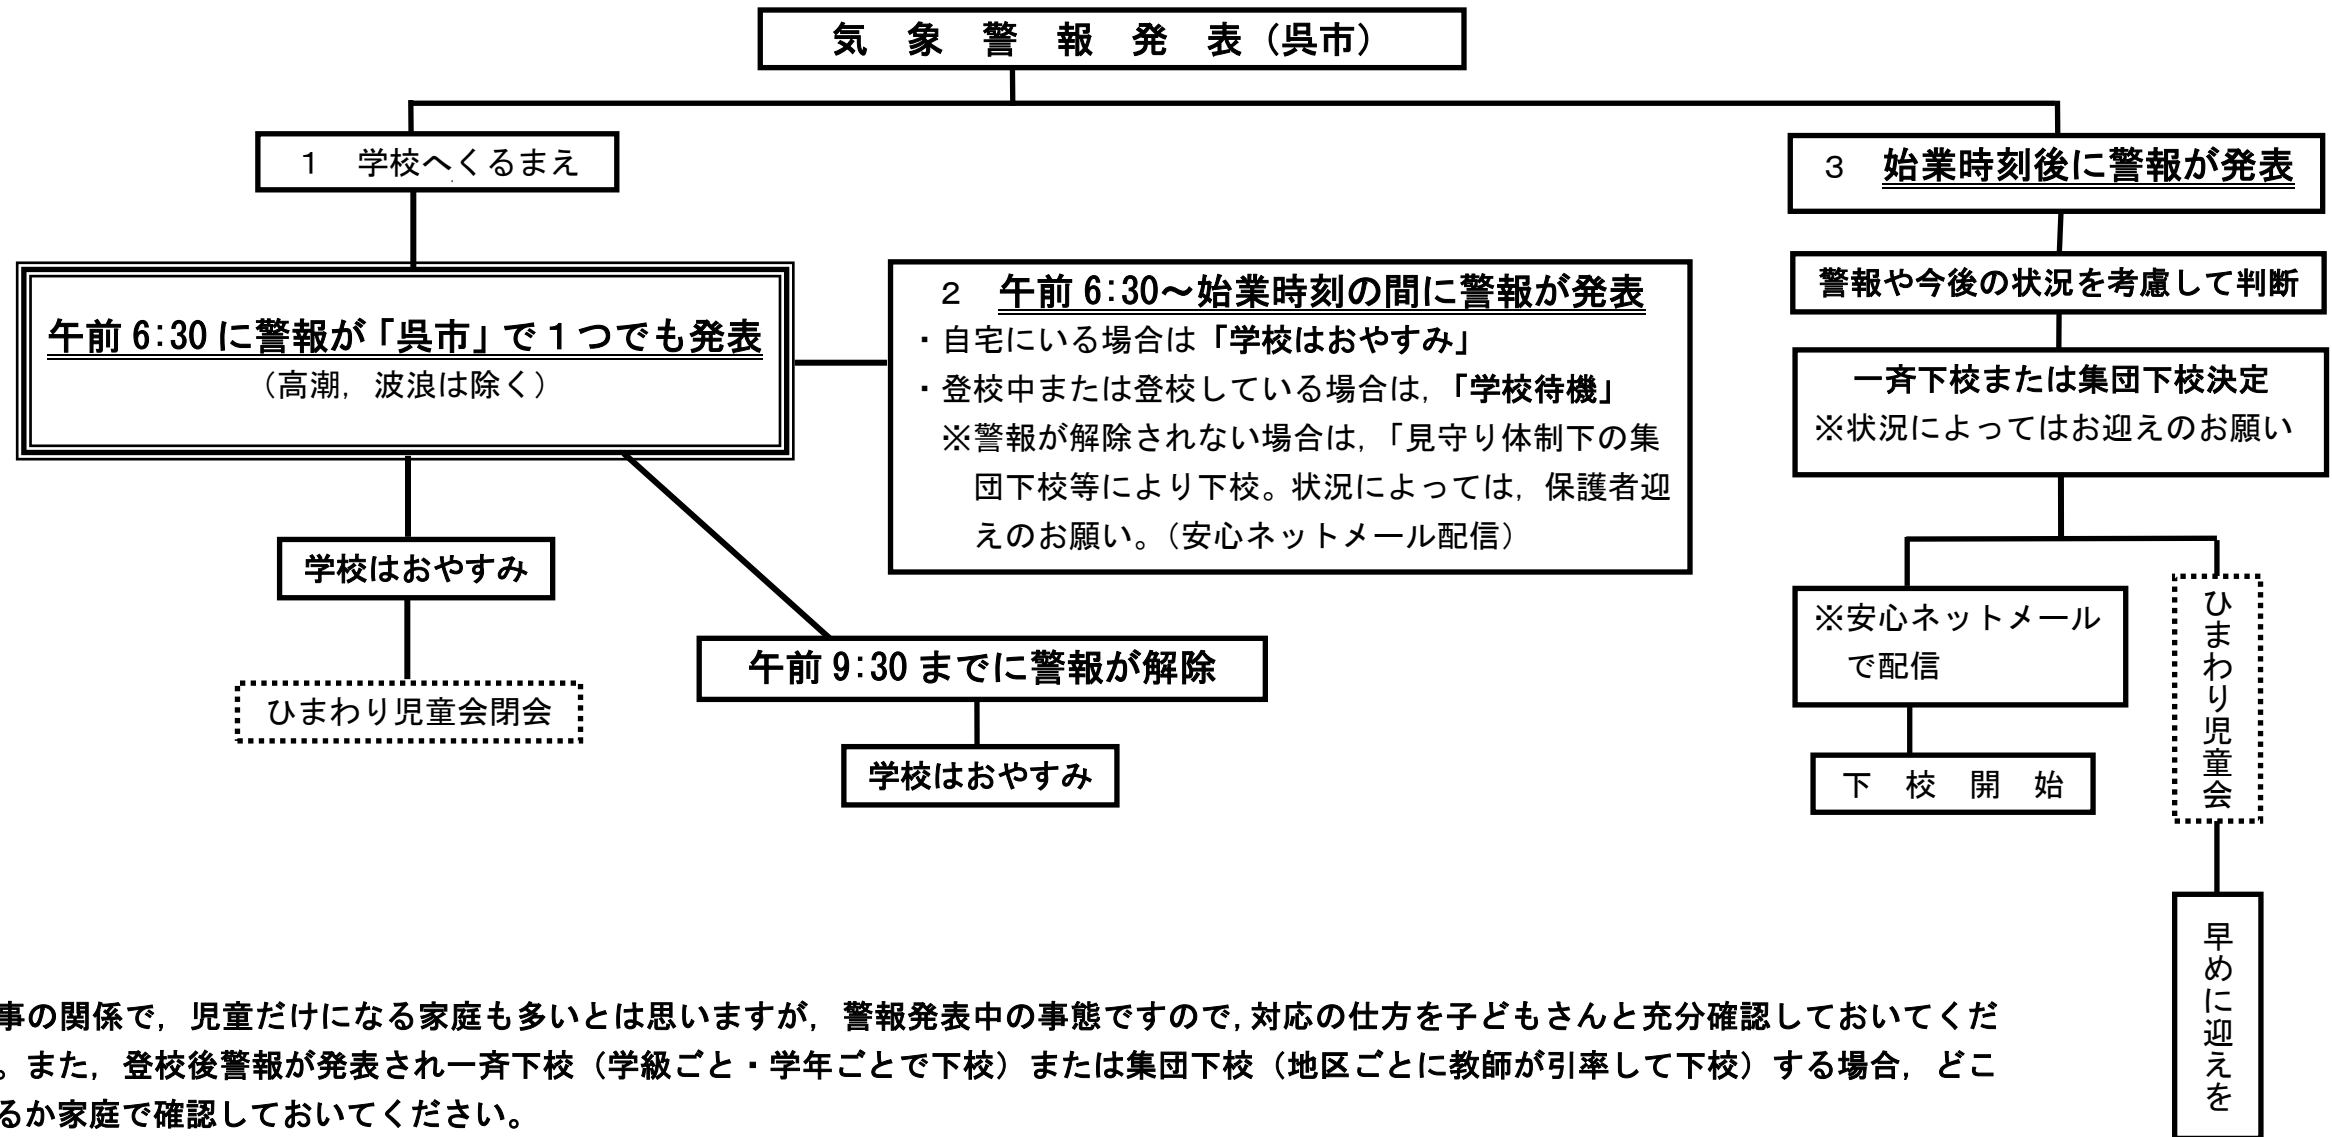 気 象 警 報 発 表（呉市）
１ 学校へくるまえ
午前 6:30 に警報が「呉市」で１つでも発表
（高潮，波浪は除く）
学校はおやすみ
ひまわり児童会閉会
２ 午前 6:30～始業時刻の間に警報が発表
・自宅にいる場合は「学校はおやすみ」
・登校中または登校している場合は，「学校待機」
※警報が解除されない場合は，「見守り体制下の集
団下校等により下校。状況によっては，保護者迎
えのお願い。（安心ネットメール配信）
午前 9:30 までに警報が解除
学校はおやすみ
３ 始業時刻後に警報が発表
警報や今後の状況を考慮して判断
一斉下校または集団下校決定
※状況によってはお迎えのお願い
※安心ネットメール
で配信
下 校 開 始
ひまわり児童会
早めに迎えを
事の関係で，児童だけになる家庭も多いとは思いますが，警報発表中の事態ですので,対応の仕方を子どもさんと充分確認しておいてくだ
。また，登校後警報が発表され一斉下校（学級ごと・学年ごとで下校）または集団下校（地区ごとに教師が引率して下校）する場合，どこ
るか家庭で確認しておいてください。